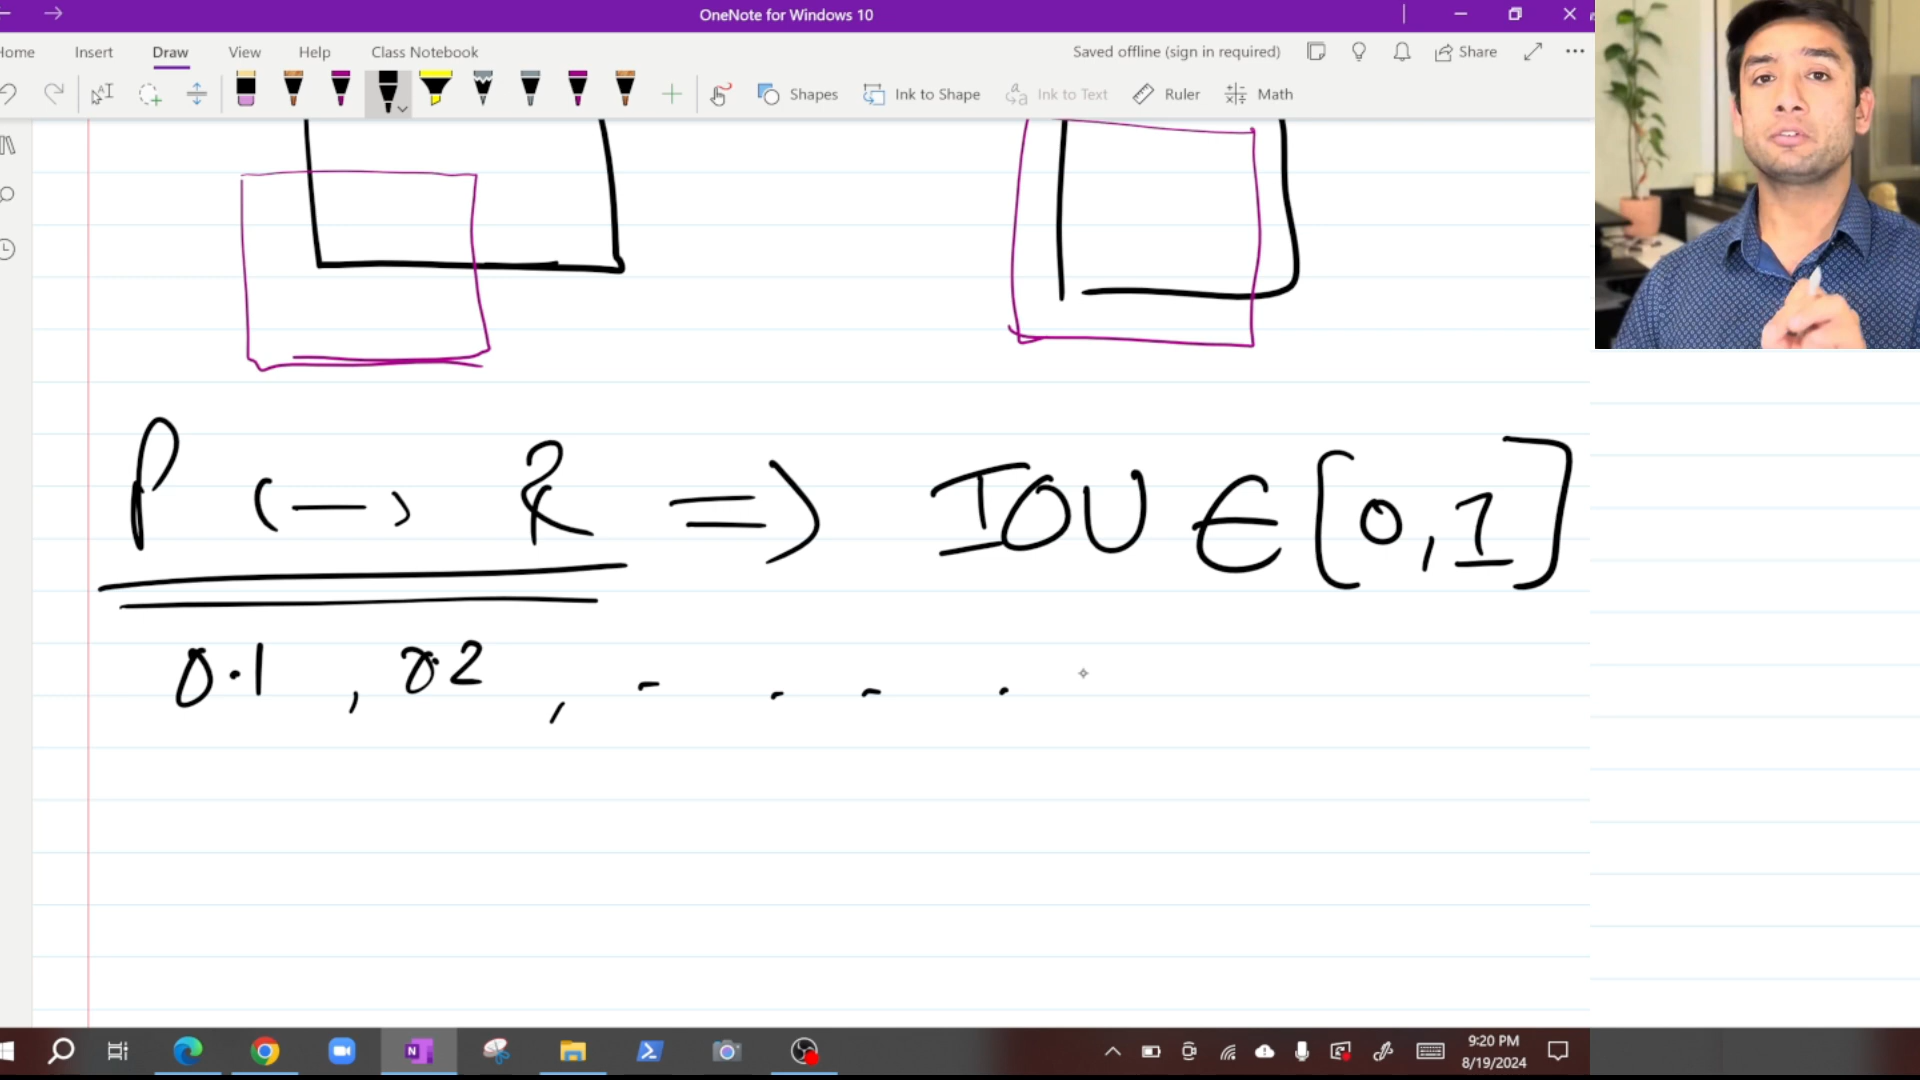 OneNote for Windows 10
Home Insert Draw View Help Class Notebook Saved offline (sign in required) Share
Shapes Ink to Shape Ink to Text Ruler Math
P <-> R => IOU ∈ [0,1]
0.1 , 0.2 , - . - .
9:20 PM
8/19/2024